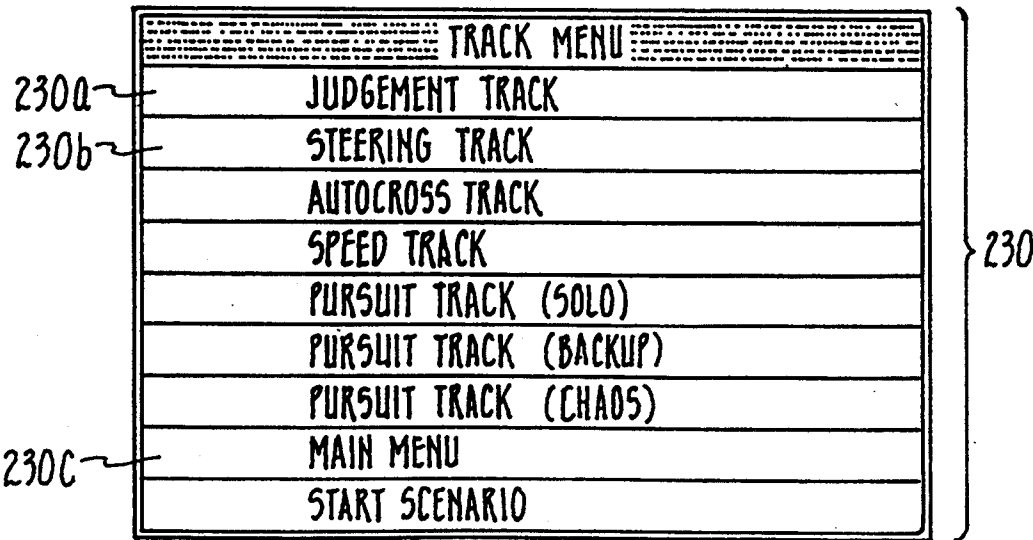 TRACK MENU
230a JUDGEMENT TRACK
230b STEERING TRACK
AUTOCROSS TRACK
SPEED TRACK
230
PURSUIT TRACK (SOLO)
PURSUIT TRACK (BACKUP)
PURSUIT TRACK (CHAOS)
230C MAIN MENU
START SCENARIO